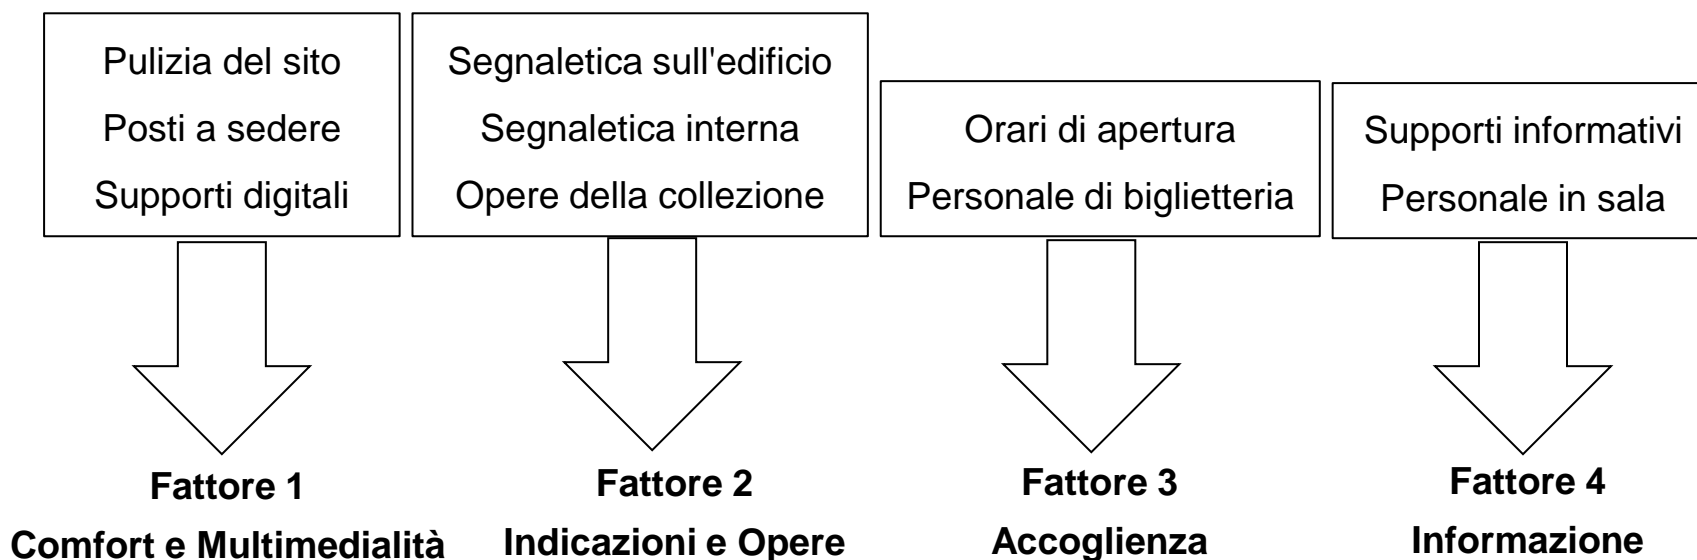 Pulizia del sito
Posti a sedere
Supporti digitali
Segnaletica sull'edificio
Segnaletica interna
Opere della collezione
Orari di apertura
Personale di biglietteria
Supporti informativi
Personale in sala
Fattore 1
Comfort e Multimedialità
Fattore 2
Indicazioni e Opere
Fattore 3
Accoglienza
Fattore 4
Informazione